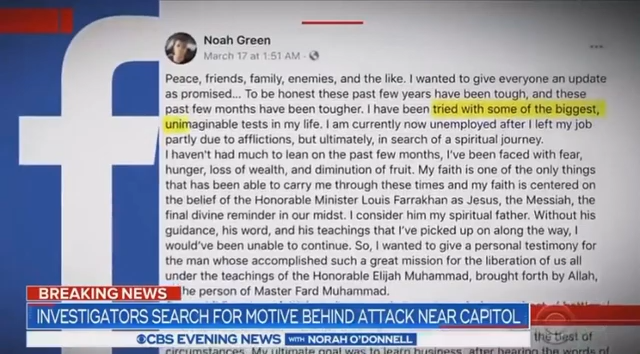 Noah Green
March 17 at 1:51 AM ·
Peace, friends, family, enemies, and the like. I wanted to give everyone an update
as promised... To be honest these past few years have been tough, and these
past few months have been tougher. I have been tried with some of the biggest,
unimaginable tests in my life. I am currently now unemployed after I left my job
partly due to afflictions, but ultimately, in search of a spiritual journey.
I haven't had much to lean on the past few months, I've been faced with fear,
hunger, loss of wealth, and diminution of fruit. My faith is one of the only things
that has been able to carry me through these times and my faith is centered on
the belief of the Honorable Minister Louis Farrakhan as Jesus, the Messiah, the
final divine reminder in our midst. I consider him my spiritual father. Without his
guidance, his word, and his teachings that I've picked up on along the way, I
would've been unable to continue. So, I wanted to give a personal testimony for
the man whose accomplished such a great mission for the liberation of us all
under the teachings of the Honorable Elijah Muhammad, brought forth by Allah,
the person of Master Fard Muhammad.
BREAKING NEWS
INVESTIGATORS SEARCH FOR MOTIVE BEHIND ATTACK NEAR CAPITOL
the best of
CBS EVENING NEWS WITH NORAH O'DONNELL
circumstances. My ultimate goal was to learn business, after hearing the words of